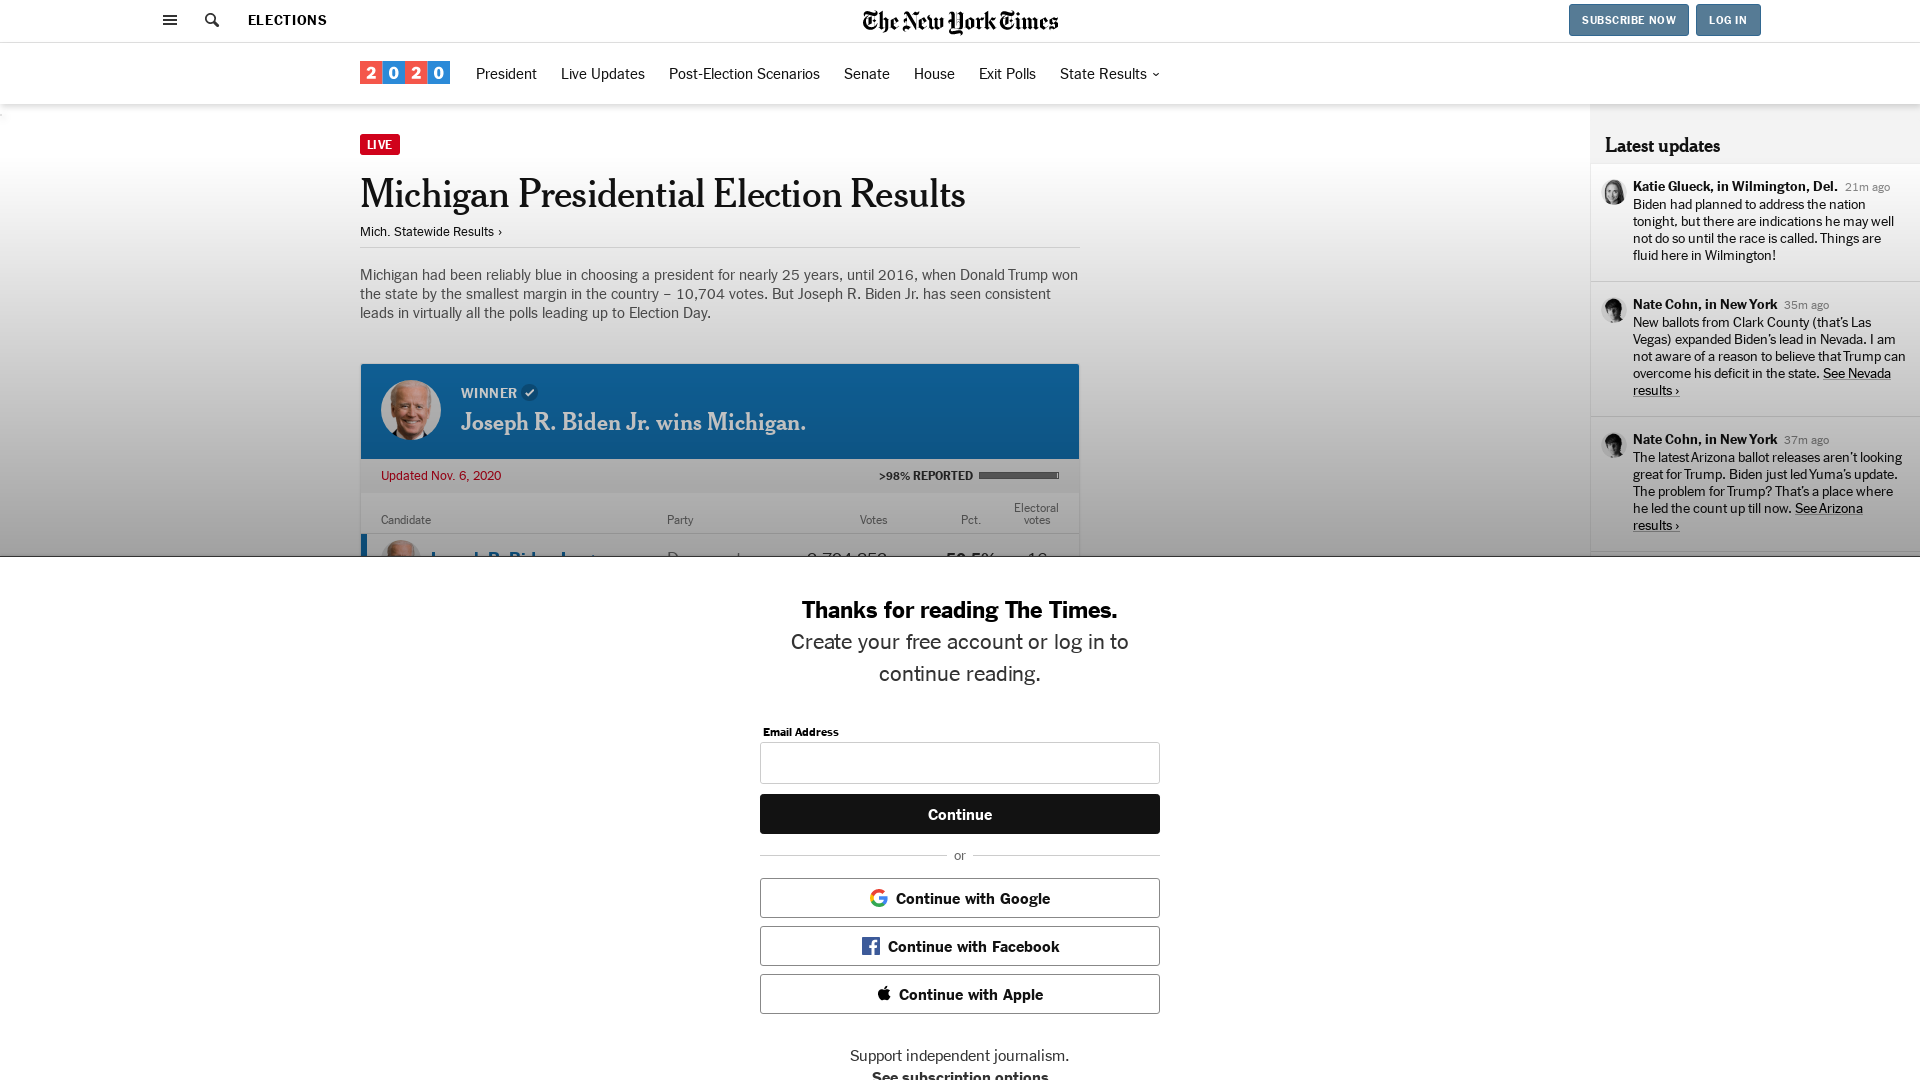 ELECTIONS
The New York Times
SUBSCRIBE NOW
LOG IN
2020
President
Live Updates
Post-Election Scenarios
Senate
House
Exit Polls
State Results
LIVE
Michigan Presidential Election Results
Mich. Statewide Results ›
Michigan had been reliably blue in choosing a president for nearly 25 years, until 2016, when Donald Trump won
the state by the smallest margin in the country – 10,704 votes. But Joseph R. Biden Jr. has seen consistent
leads in virtually all the polls leading up to Election Day.
WINNER
Joseph R. Biden Jr. wins Michigan.
Updated Nov. 6, 2020
>98% REPORTED
Candidate
Party
Votes
Pct.
Electoral
votes
Latest updates
Katie Glueck, in Wilmington, Del. 21m ago
Biden had planned to address the nation
tonight, but there are indications he may well
not do so until the race is called. Things are
fluid here in Wilmington!
Nate Cohn, in New York 35m ago
New ballots from Clark County (that’s Las
Vegas) expanded Biden’s lead in Nevada. I am
not aware of a reason to believe that Trump can
overcome his deficit in the state. See Nevada
results ›
Nate Cohn, in New York 37m ago
The latest Arizona ballot releases aren’t looking
great for Trump. Biden just led Yuma’s update.
The problem for Trump? That’s a place where
he led the count up till now. See Arizona
results ›
Thanks for reading The Times.
Create your free account or log in to
continue reading.
Email Address
Continue
or
Continue with Google
Continue with Facebook
Continue with Apple
Support independent journalism.
See subscription options